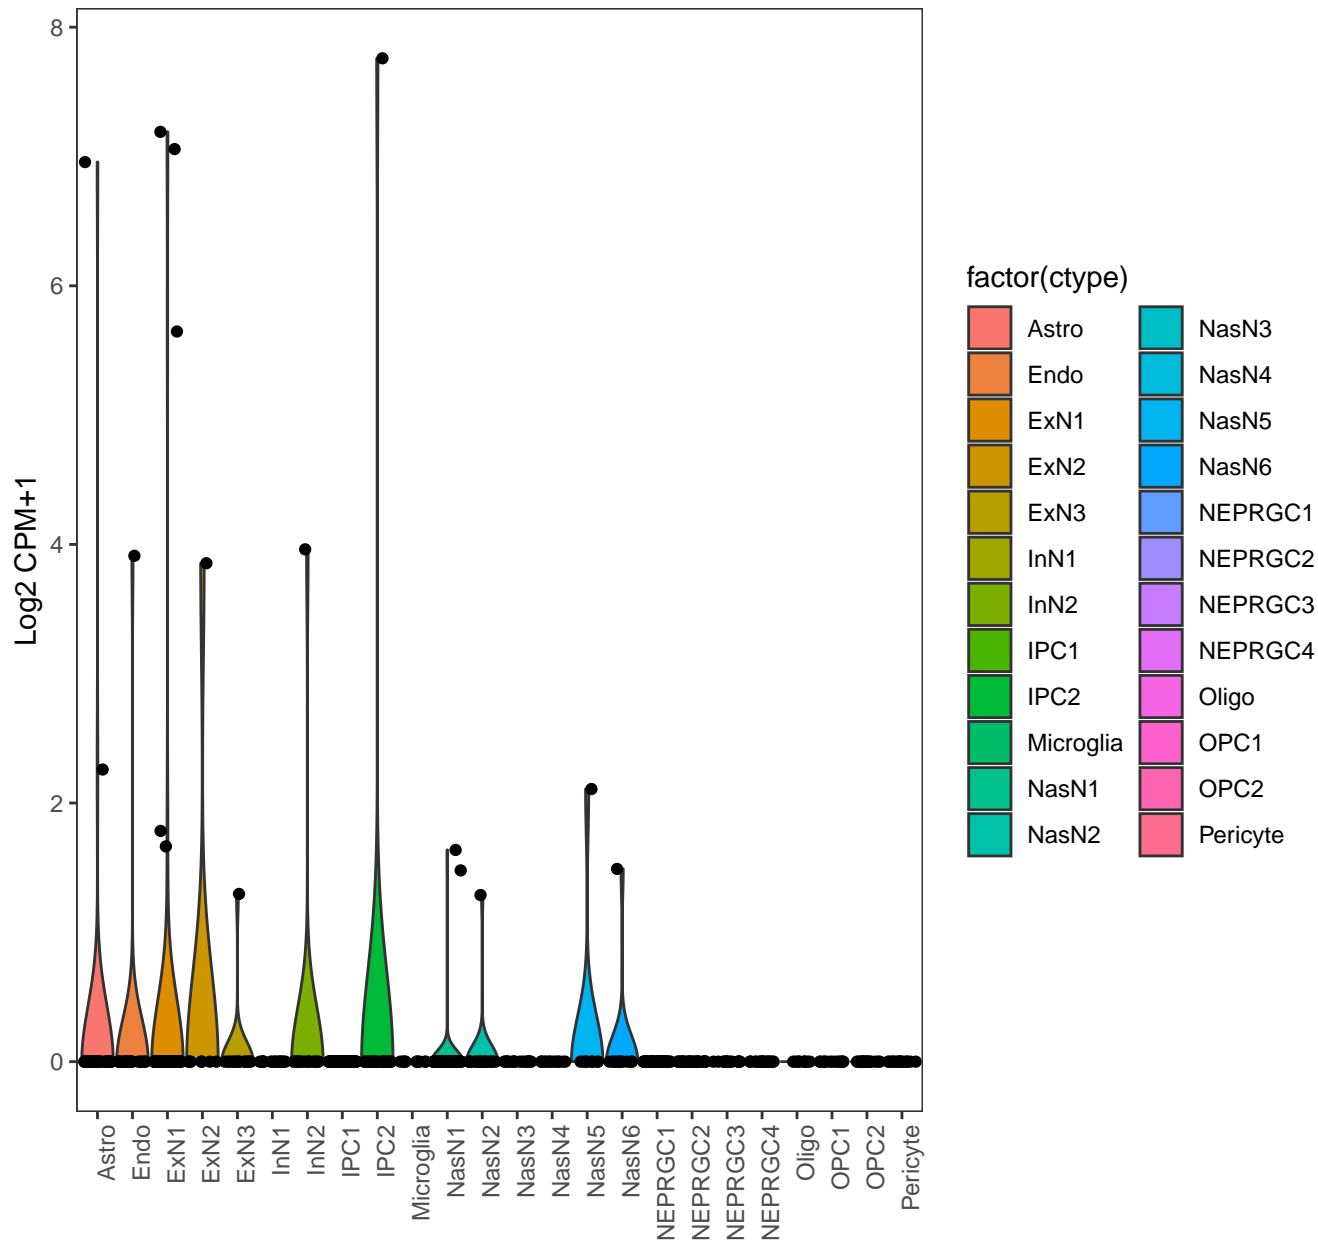 8
6
4
2
0
Log2 CPM+1
Astro
Endo
ExN1
ExN2
ExN3
InN1
InN2
IPC1
IPC2
Microglia
NasN1
NasN2
NasN3
NasN4
NasN5
NasN6
NEPRGC1
NEPRGC2
NEPRGC3
NEPRGC4
Oligo
OPC1
OPC2
Pericyte
factor(ctype)
Astro
Endo
ExN1
ExN2
ExN3
InN1
InN2
IPC1
IPC2
Microglia
NasN1
NasN2
NasN3
NasN4
NasN5
NasN6
NEPRGC1
NEPRGC2
NEPRGC3
NEPRGC4
Oligo
OPC1
OPC2
Pericyte